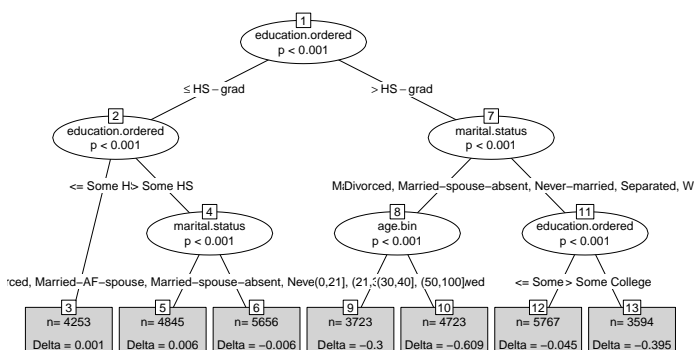 1
education.ordered
p < 0.001
≤ HS − grad
> HS − grad
2
education.ordered
p < 0.001
7
marital.status
p < 0.001
<= Some H
> Some HS
Divorced, Married−spouse−absent, Never−married, Separated, W
4
marital.status
p < 0.001
8
age.bin
p < 0.001
11
education.ordered
p < 0.001
rced, Married−AF−spouse, Married−spouse−absent, Neve
(0,21], (21,
(30,40], (50,100]
<= Some
> Some College
3
n= 4253
Delta = 0.001
5
n= 4845
Delta = 0.006
6
n= 5656
Delta = −0.006
9
n= 3723
Delta = −0.3
10
n= 4723
Delta = −0.609
12
n= 5767
Delta = −0.045
13
n= 3594
Delta = −0.395